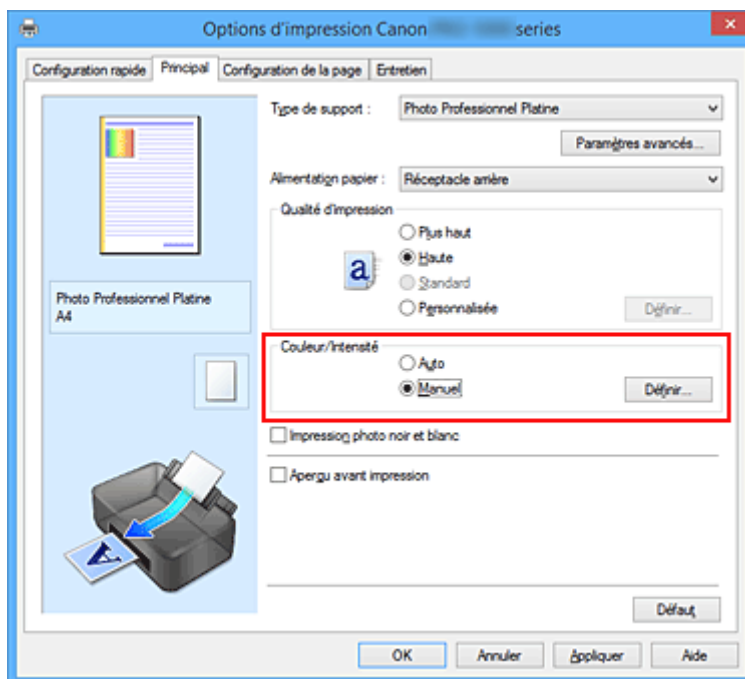 Options d'impression Canon series
Configuration rapide Principal Configuration de la page Entretien
Type de support : Photo Professionnel Platine
Paramètres avancés...
Alimentation papier : Réceptacle arrière
Qualité d'impression
Plus haut
a Haute
Standard
Personnalisée Définir...
Photo Professionnel Platine
A4
Couleur/Intensité
Auto
Manuel Définir...
Impression photo noir et blanc
Aperçu avant impression
A
Défaut
OK Annuler Appliquer Aide